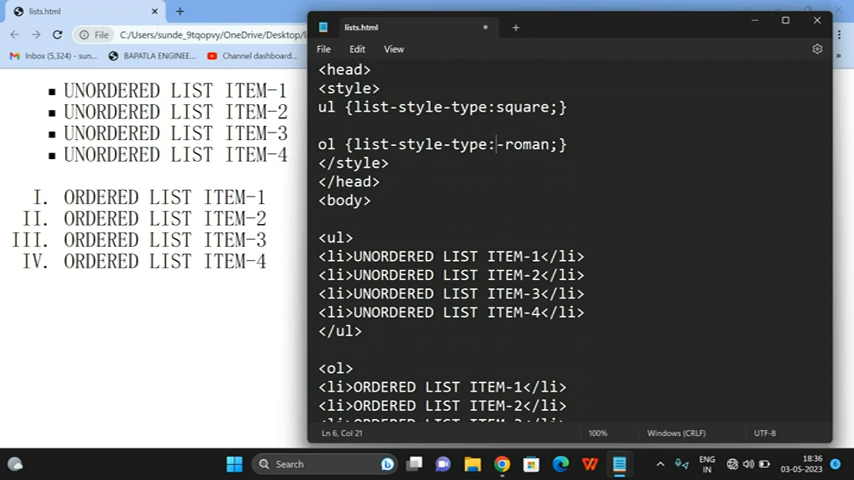 lists.html
File C:/Users/sunde_9tqopvy/OneDrive/Desktop/l
Inbox (5,324) - sun...
BAPATLA ENGINEE...
Channel dashboard
UNORDERED LIST ITEM-1
UNORDERED LIST ITEM-2
UNORDERED LIST ITEM-3
UNORDERED LIST ITEM-4
I. ORDERED LIST ITEM-1
II. ORDERED LIST ITEM-2
III. ORDERED LIST ITEM-3
IV. ORDERED LIST ITEM-4
lists.html
File Edit View
<head>
<style>
ul {list-style-type:square;}
ol {list-style-type:-roman;}
</style>
</head>
<body>
<ul>
<li>UNORDERED LIST ITEM-1</li>
<li>UNORDERED LIST ITEM-2</li>
<li>UNORDERED LIST ITEM-3</li>
<li>UNORDERED LIST ITEM-4</li>
</ul>
<ol>
<li>ORDERED LIST ITEM-1</li>
<li>ORDERED LIST ITEM-2</li>
Ln 6, Col 21 100% Windows (CRLF) UTF-8
Search
ENG
IN
18:36
03-05-2023
6